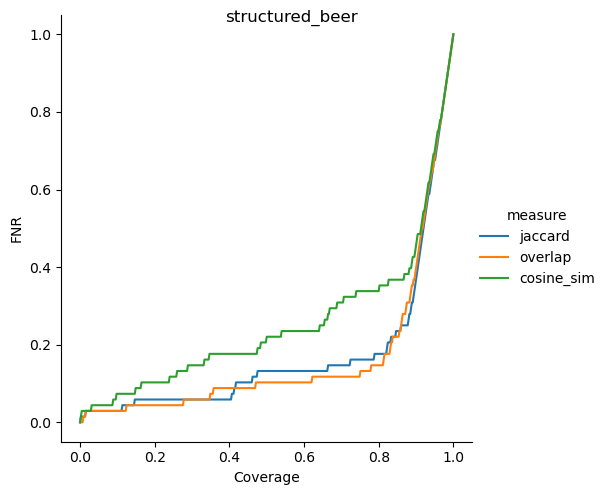 structured_beer
1.0
0.8
0.6
0.4
0.2
0.0
FNR
0.0 0.2 0.4 0.6 0.8 1.0
Coverage
measure
jaccard
overlap
cosine_sim